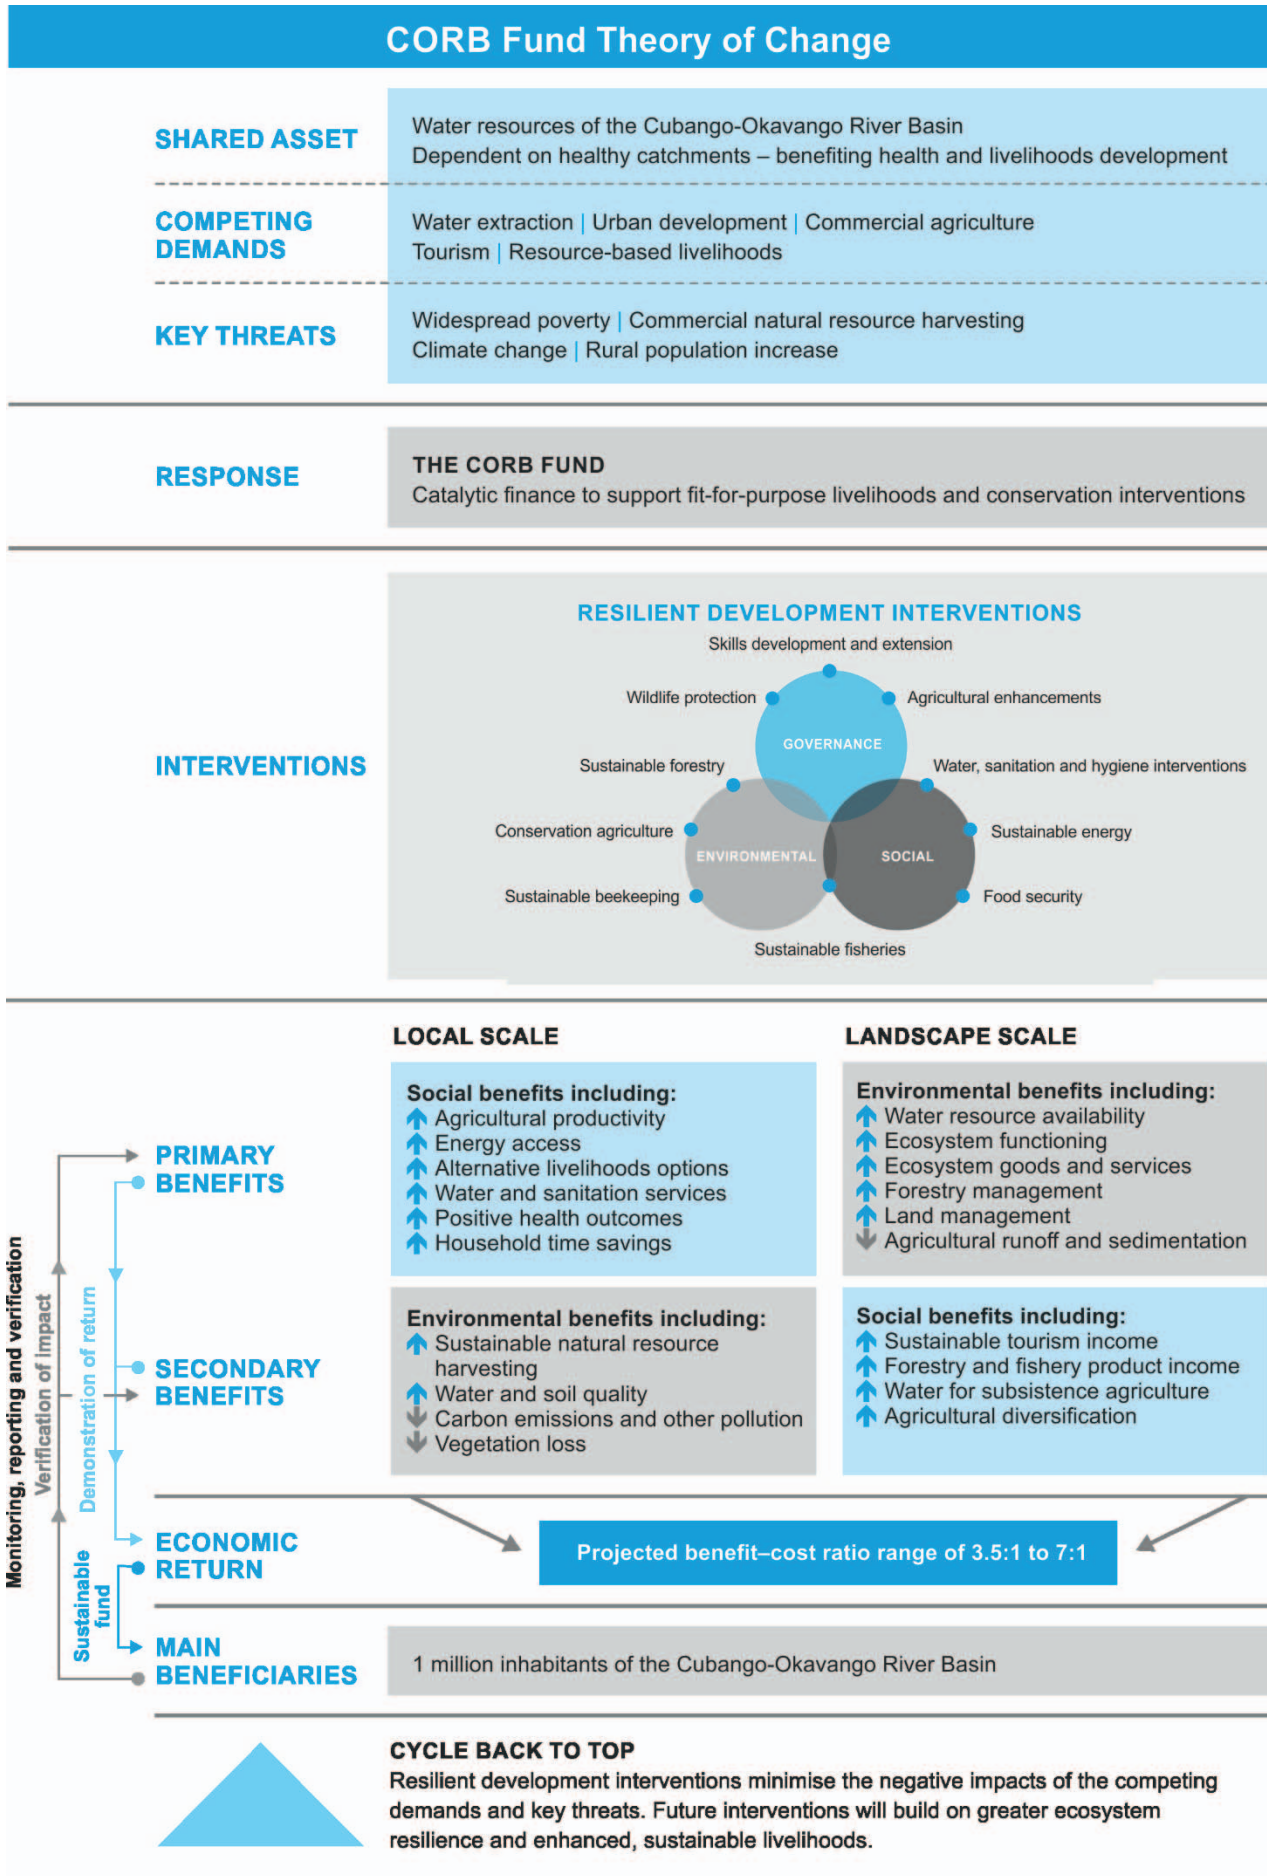 CORB Fund Theory of Change
SHARED ASSET
Water resources of the Cubango-Okavango River Basin
Dependent on healthy catchments – benefiting health and livelihoods development
COMPETING
DEMANDS
Water extraction | Urban development | Commercial agriculture
Tourism | Resource-based livelihoods
KEY THREATS
Widespread poverty | Commercial natural resource harvesting
Climate change | Rural population increase
RESPONSE
THE CORB FUND
Catalytic finance to support fit-for-purpose livelihoods and conservation interventions
INTERVENTIONS
RESILIENT DEVELOPMENT INTERVENTIONS
Skills development and extension
Wildlife protection
Agricultural enhancements
GOVERNANCE
Sustainable forestry
Water, sanitation and hygiene interventions
Conservation agriculture
Sustainable energy
ENVIRONMENTAL
SOCIAL
Sustainable beekeeping
Food security
Sustainable fisheries
LOCAL SCALE
LANDSCAPE SCALE
PRIMARY
BENEFITS
Social benefits including:
Agricultural productivity
Energy access
Alternative livelihoods options
Water and sanitation services
Positive health outcomes
Household time savings
Environmental benefits including:
Water resource availability
Ecosystem functioning
Ecosystem goods and services
Forestry management
Land management
Agricultural runoff and sedimentation
SECONDARY
BENEFITS
Environmental benefits including:
Sustainable natural resource
harvesting
Water and soil quality
Carbon emissions and other pollution
Vegetation loss
Social benefits including:
Sustainable tourism income
Forestry and fishery product income
Water for subsistence agriculture
Agricultural diversification
Monitoring, reporting and verification
Verification of impact
Demonstration of return
Sustainable
fund
ECONOMIC
RETURN
Projected benefit–cost ratio range of 3.5:1 to 7:1
MAIN
BENEFICIARIES
1 million inhabitants of the Cubango-Okavango River Basin
CYCLE BACK TO TOP
Resilient development interventions minimise the negative impacts of the competing
demands and key threats. Future interventions will build on greater ecosystem
resilience and enhanced, sustainable livelihoods.